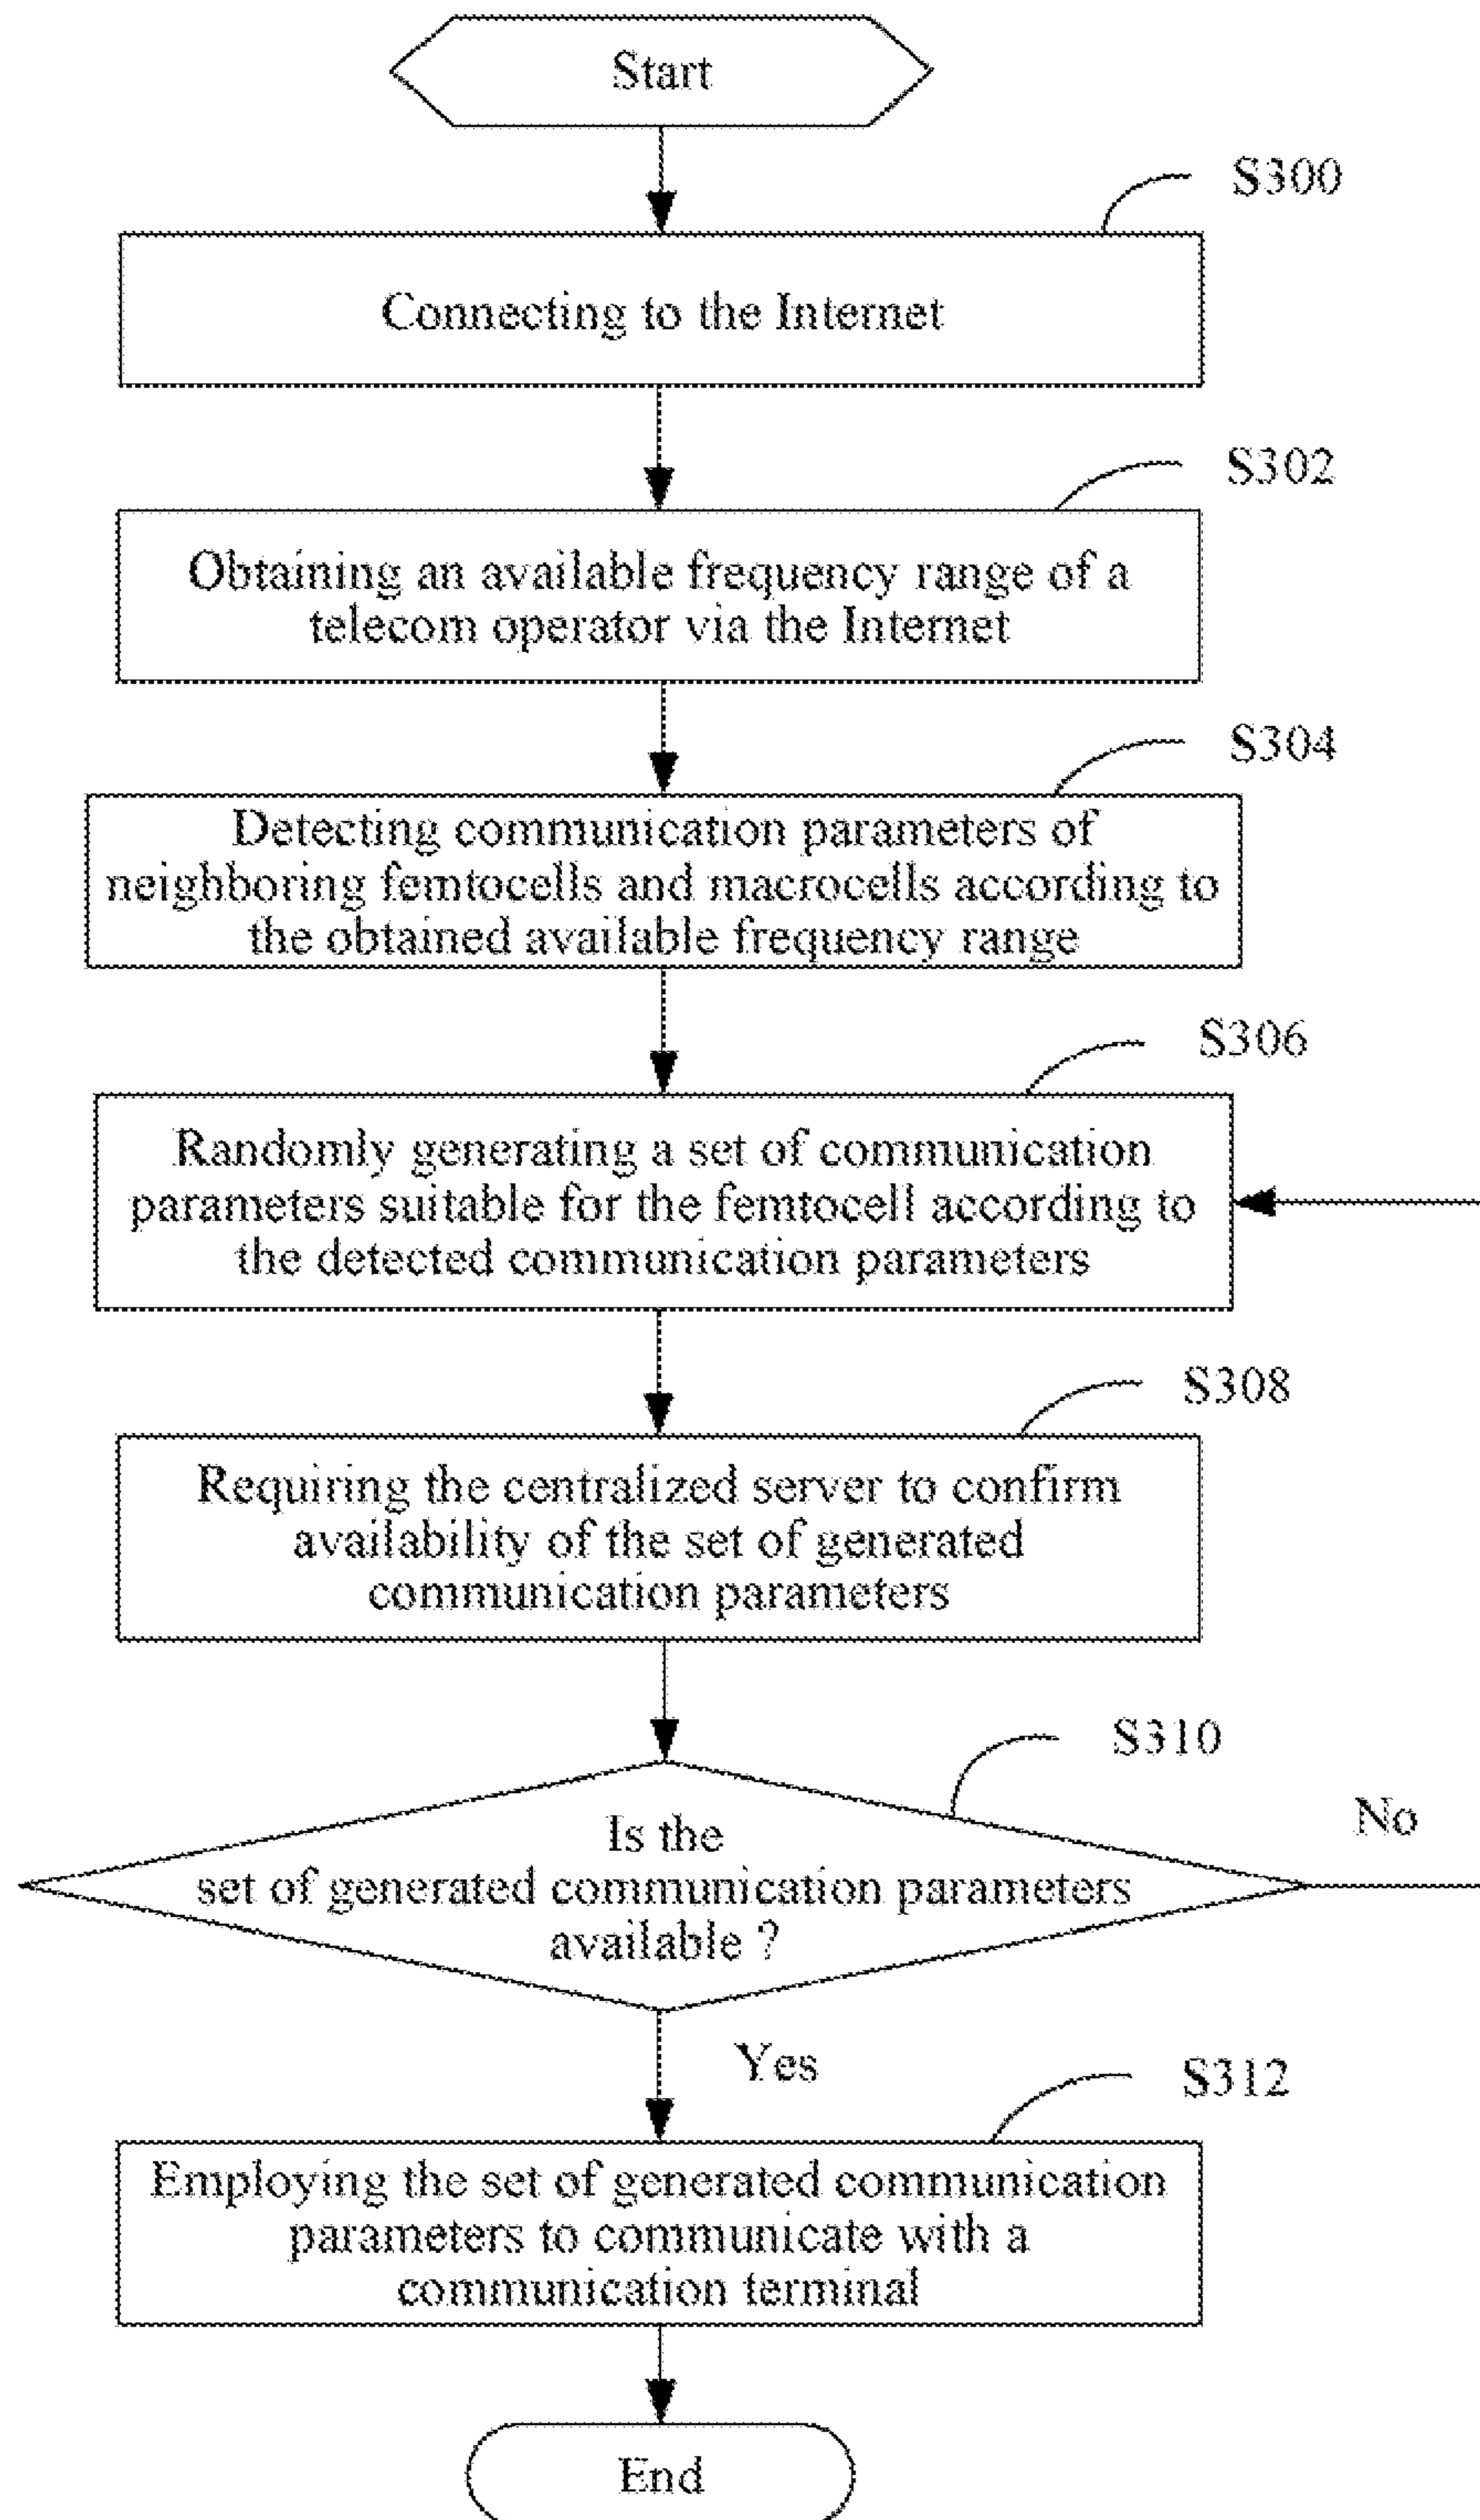 Start
S300
Connecting to the Internet
S302
Obtaining an available frequency range of a
telecom operator via the Internet
S304
Detecting communication parameters of
neighboring femtocells and macrocells according to
the obtained available frequency range
S306
Randomly generating a set of communication
parameters suitable for the femtocell according to
the detected communication parameters
S308
Requiring the centralized server to confirm
availability of the set of generated
communication parameters
S310
No
Is the
set of generated communication parameters
available ?
Yes
S312
Employing the set of generated communication
parameters to communicate with a
communication terminal
End